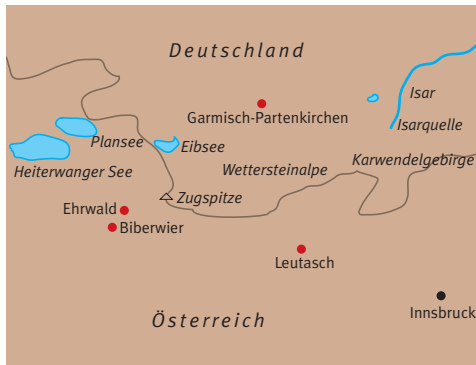 Deutschland
Isar
Garmisch-Partenkirchen
Isarquelle
Plansee
Eibsee
Karwendelgebirge
Wettersteinalpe
Heiterwanger See
Zugspitze
Ehrwald
Biberwier
Leutasch
Innsbruck
Österreich